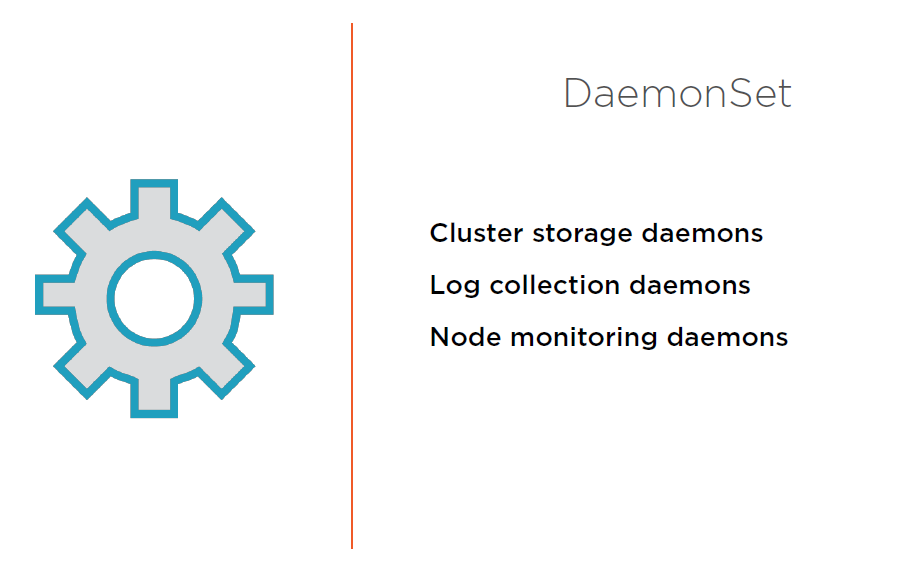 DaemonSet
Cluster storage daemons
Log collection daemons
Node monitoring daemons